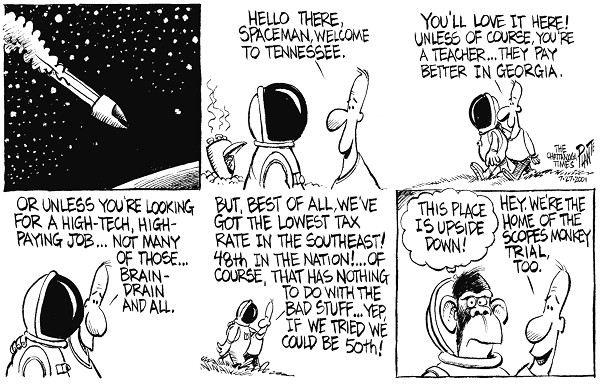 HELLO THERE,
SPACEMAN, WELCOME
TO TENNESSEE.
YOU'LL LOVE IT HERE!
UNLESS OF COURSE, YOU'RE
A TEACHER... THEY PAY
BETTER IN GEORGIA.
THE
CHATTANOOGA
TIMES
PLANTE
7-27-2001
OR UNLESS YOU'RE LOOKING
FOR A HIGH-TECH, HIGH-
PAYING JOB... NOT MANY
OF THOSE...
BRAIN-
DRAIN
AND ALL.
BUT, BEST OF ALL, WE'VE
GOT THE LOWEST TAX
RATE IN THE SOUTHEAST!
48th IN THE NATION!...OF
COURSE, THAT HAS NOTHING
TO DO WITH THE
BAD STUFF... YEP,
IF WE TRIED WE
COULD BE 50th!
THIS PLACE
IS UPSIDE
DOWN!
HEY. WE'RE THE
HOME OF THE
SCOPES MONKEY
TRIAL,
TOO.